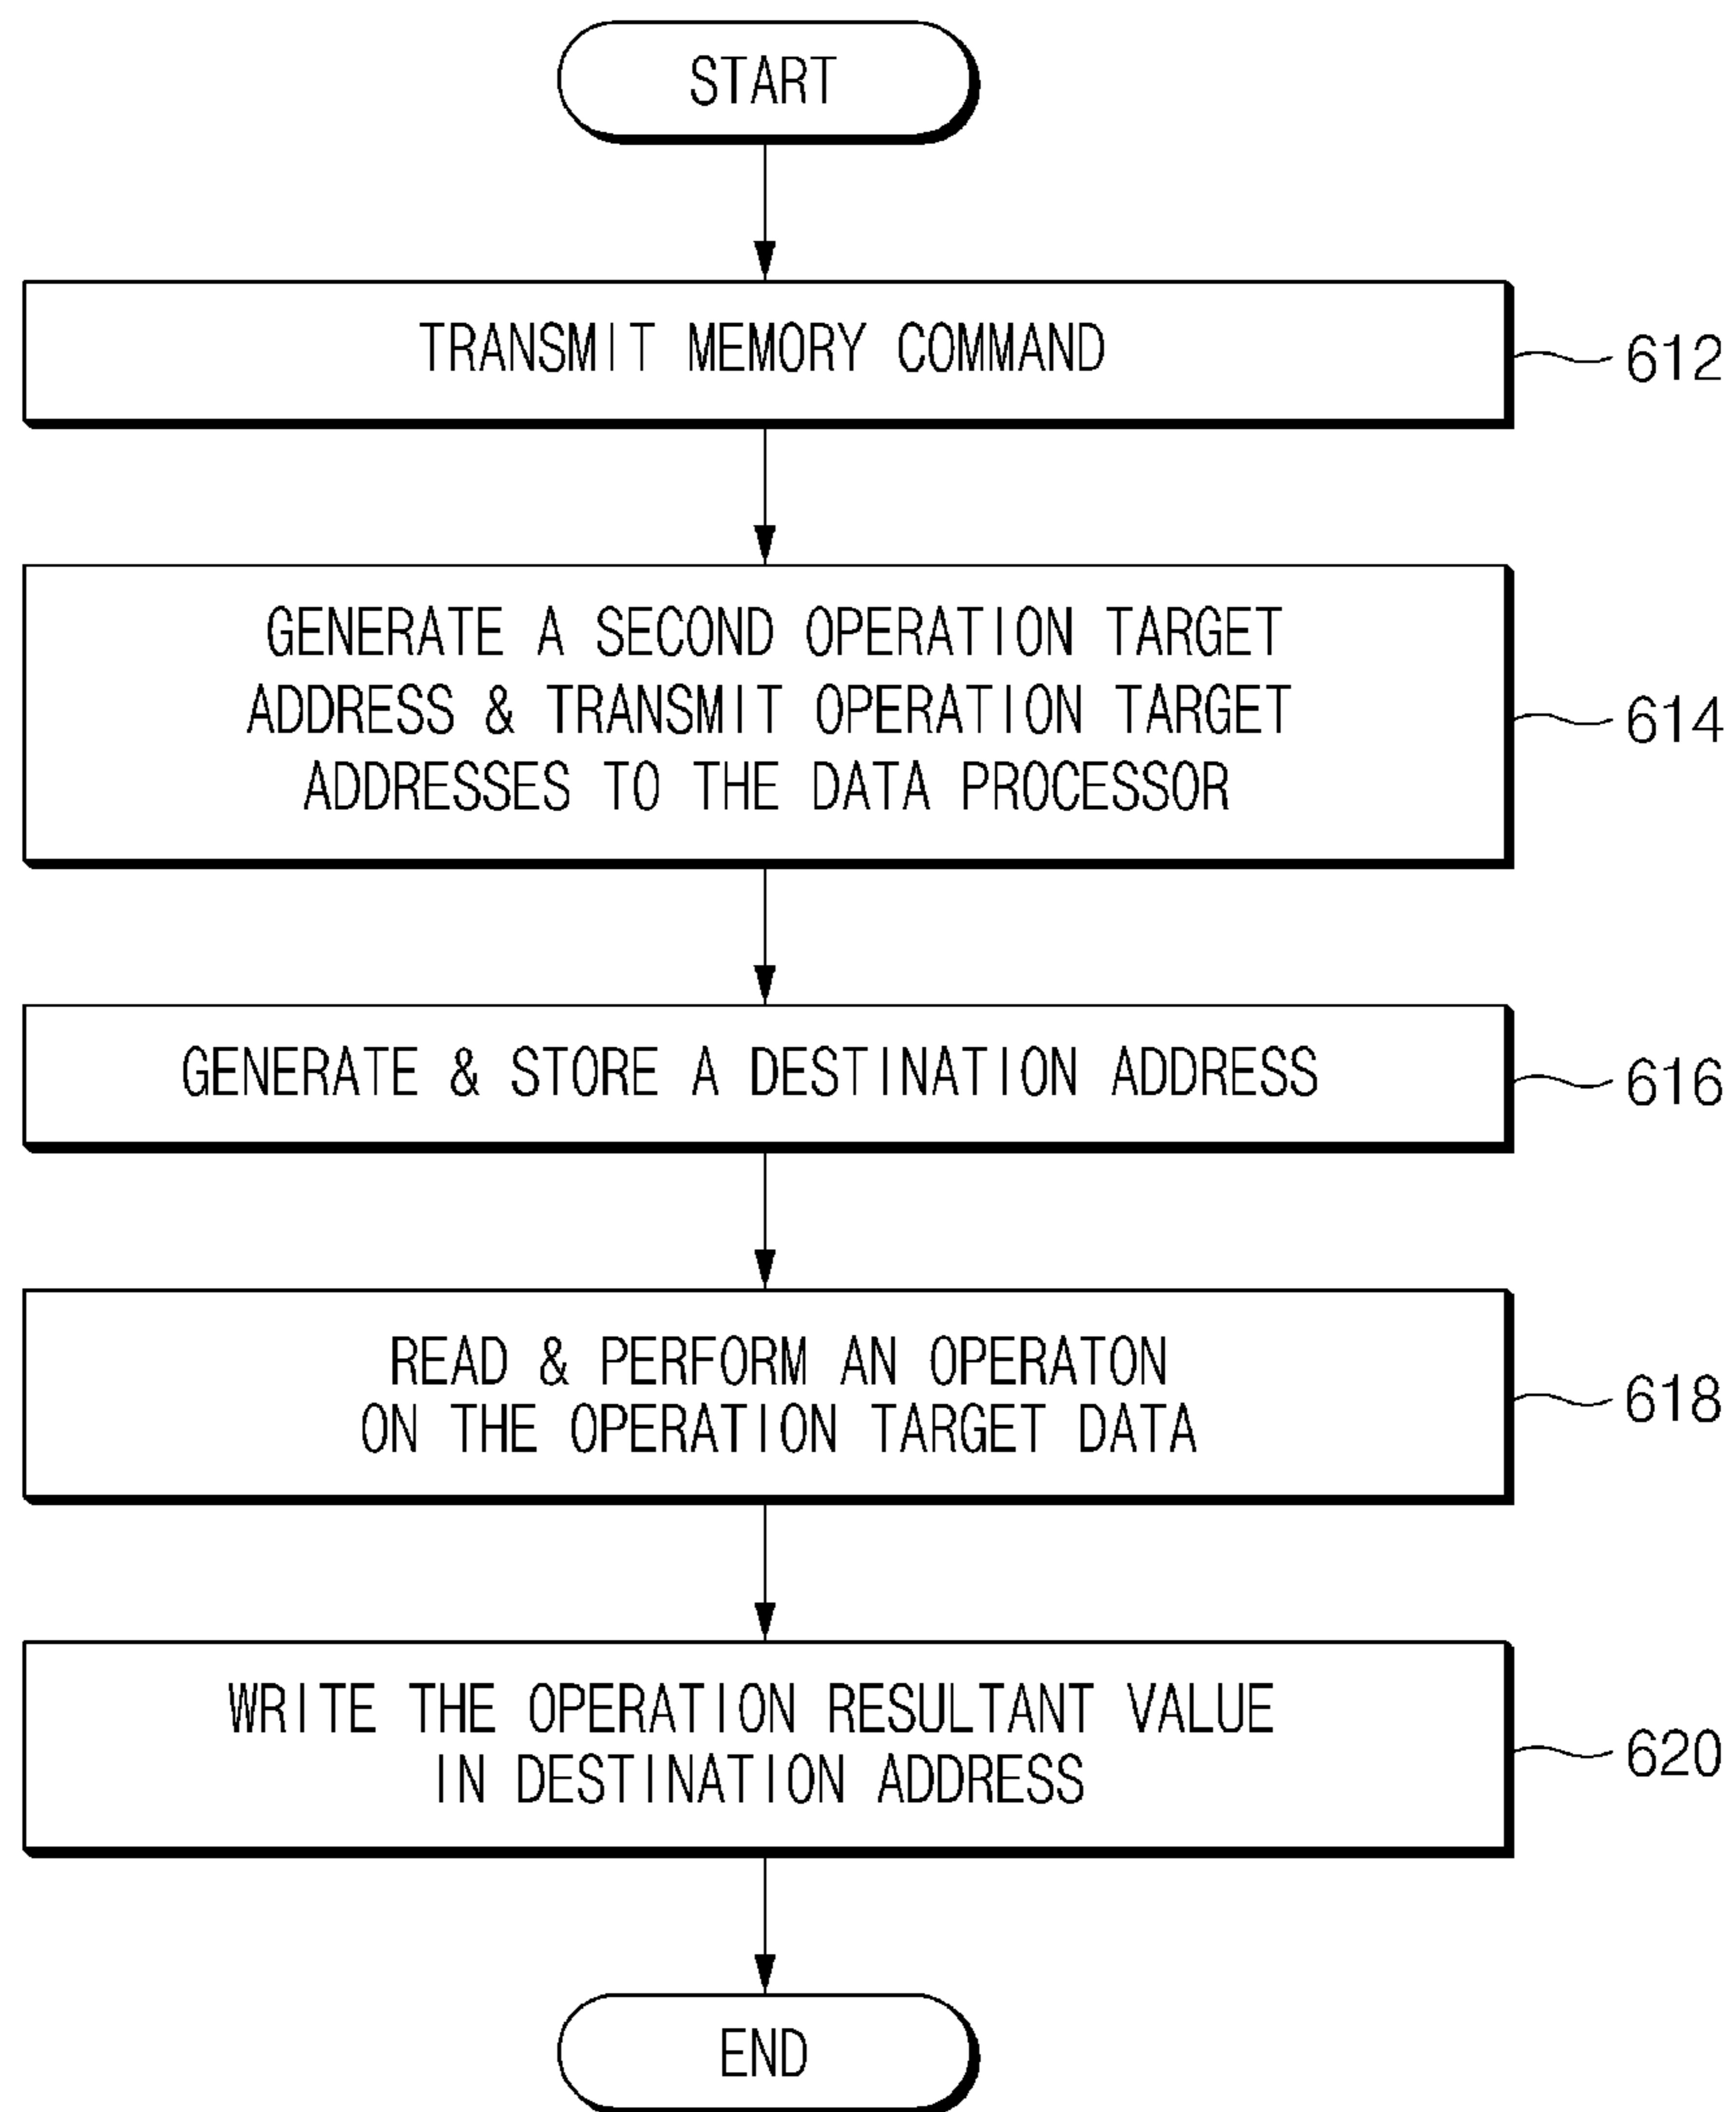 START
TRANSMIT MEMORY COMMAND
612
GENERATE A SECOND OPERATION TARGET
ADDRESS & TRANSMIT OPERATION TARGET
ADDRESSES TO THE DATA PROCESSOR
614
GENERATE & STORE A DESTINATION ADDRESS
616
READ & PERFORM AN OPERATON
ON THE OPERATION TARGET DATA
618
WRITE THE OPERATION RESULTANT VALUE
IN DESTINATION ADDRESS
620
END